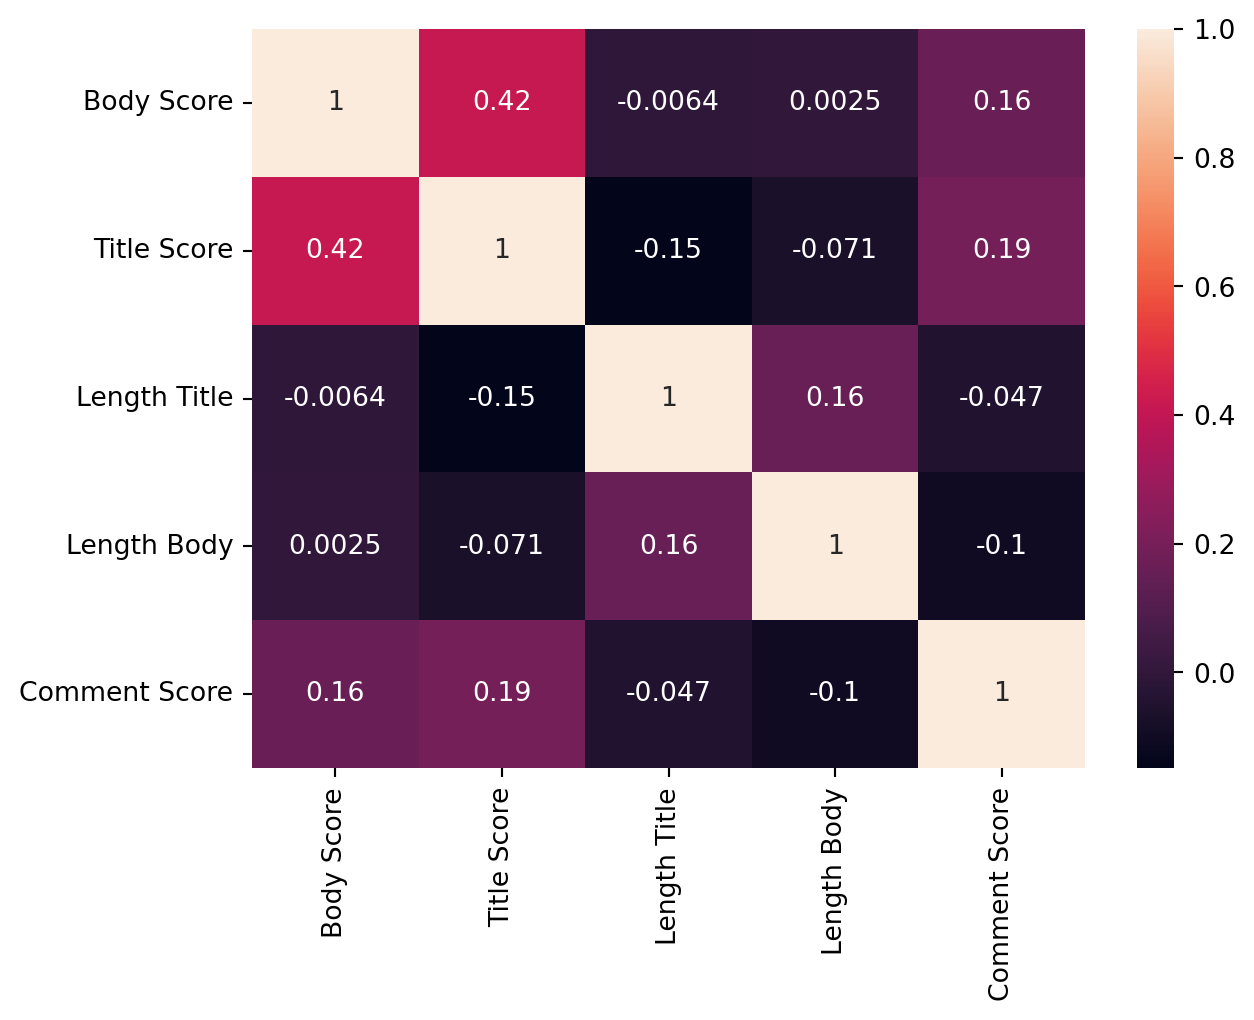 Body Score 1 0.42 -0.0064 0.0025 0.16
Title Score 0.42 1 -0.15 -0.071 0.19
Length Title -0.0064 -0.15 1 0.16 -0.047
Length Body 0.0025 -0.071 0.16 1 -0.1
Comment Score 0.16 0.19 -0.047 -0.1 1
Body Score
Title Score
Length Title
Length Body
Comment Score
1.0
0.8
0.6
0.4
0.2
0.0